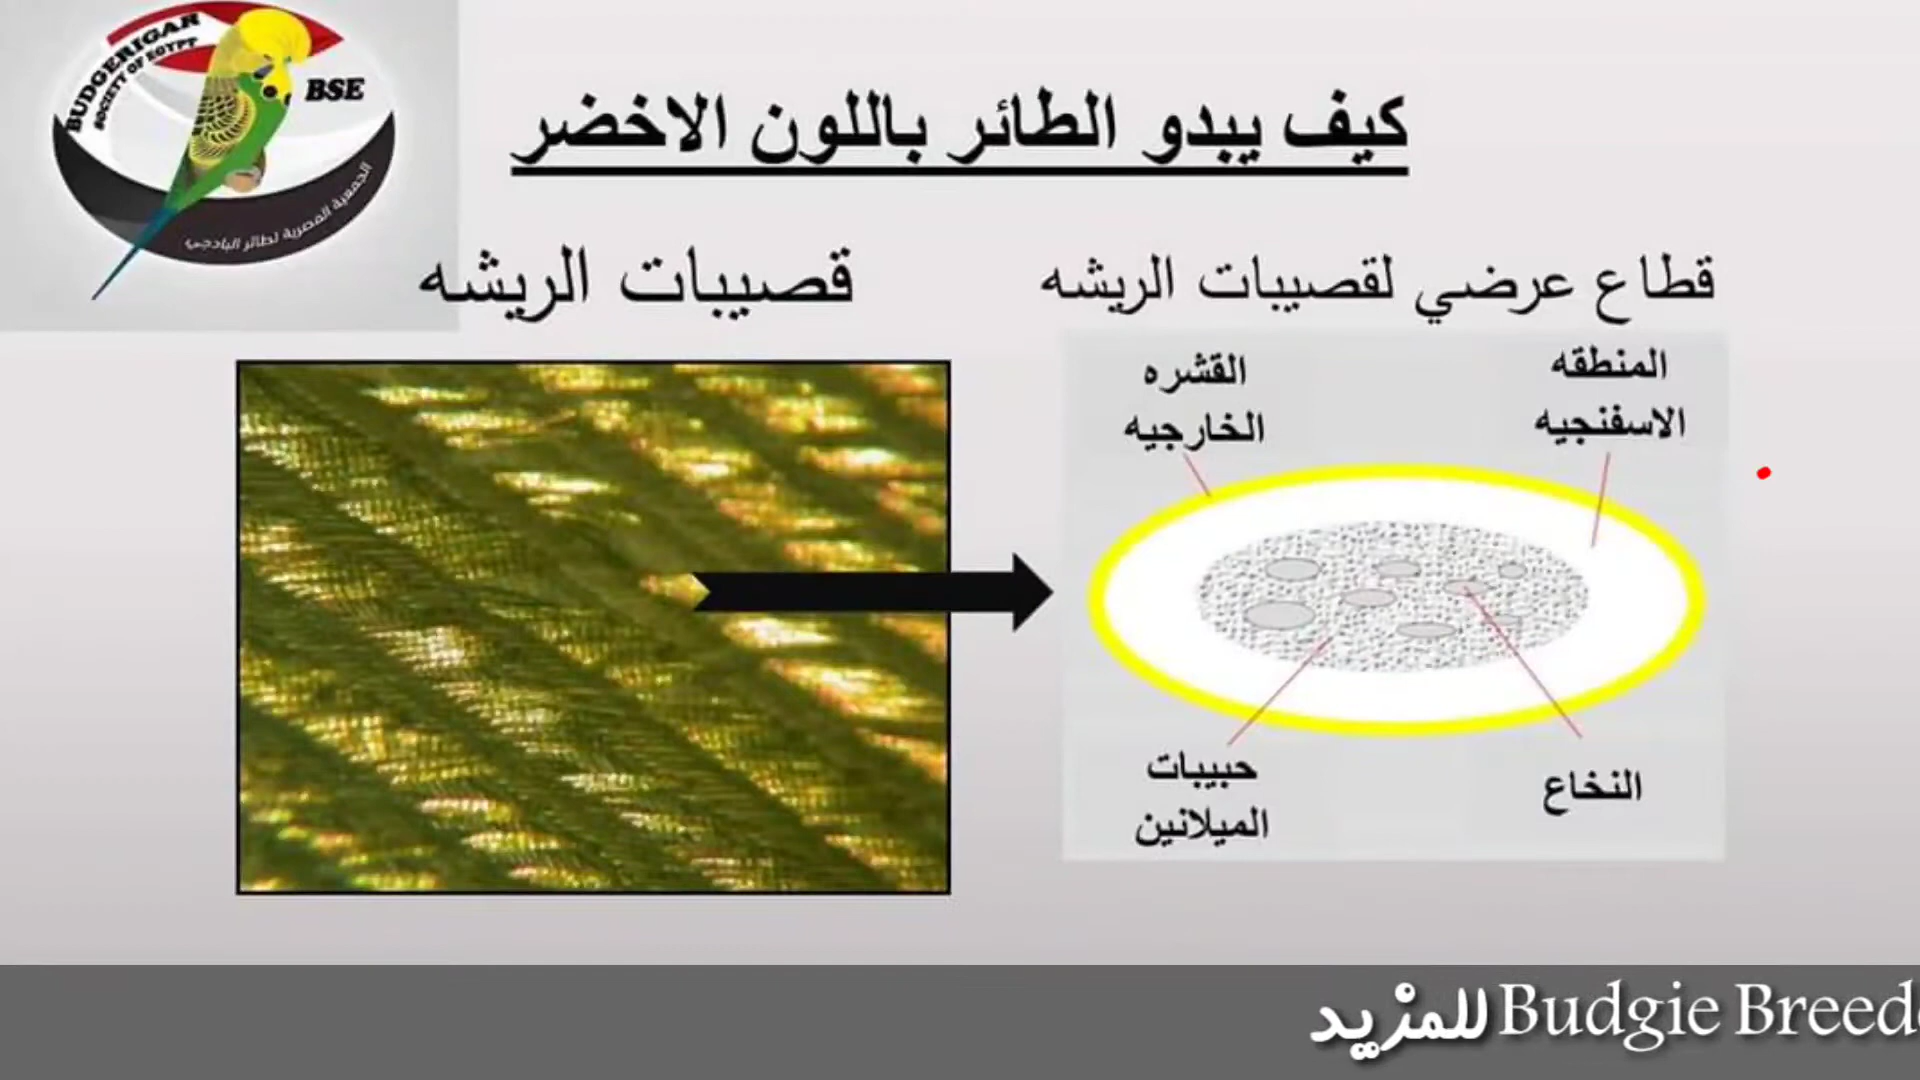 BUDGERIGAR
SOCIETY OF EGYPT
BSE
الجمعية المصرية لطائر البادجي
كيف يبدو الطائر باللون الاخضر
قطاع عرضي لقصيبات الريشه
قصيبات الريشه
المنطقه
الاسفنجيه
القشره
الخارجيه
حبيبات
الميلانين
النخاع
للمزيد Budgie Breed